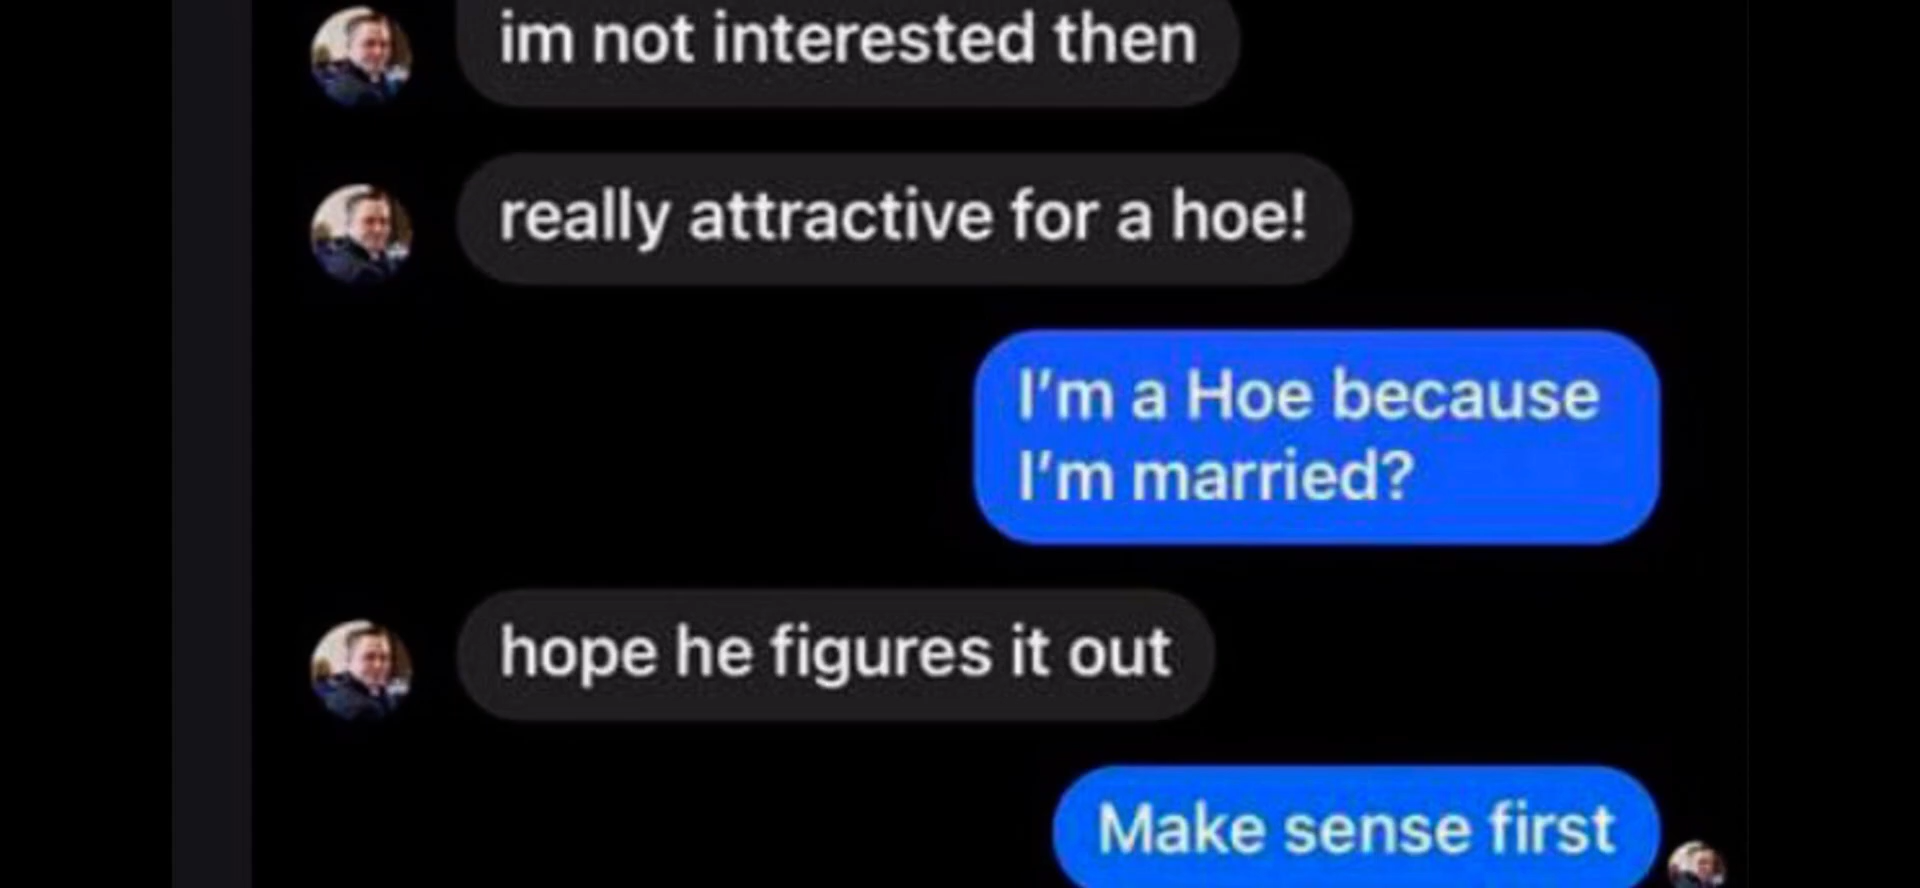 im not interested then
really attractive for a hoe!
I'm a Hoe because
I'm married?
hope he figures it out
Make sense first